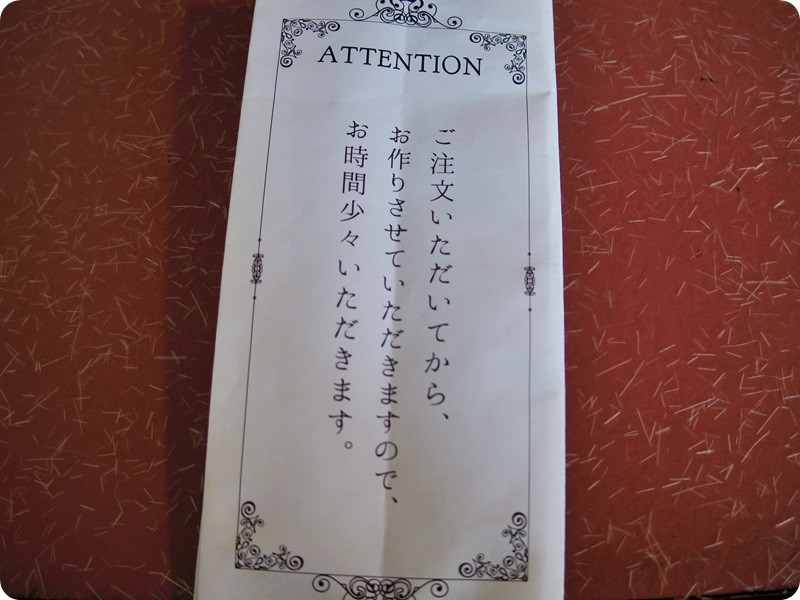 ATTENTION
ご注文いただいてから、
お作りさせていただきますので、
お時間少々いただきます。